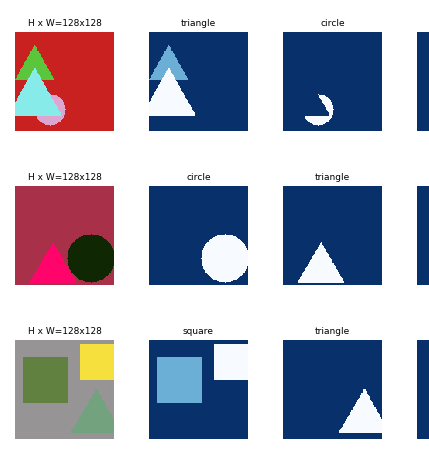 H x W=128x128 triangle circle
H x W=128x128 circle triangle
H x W=128x128 square triangle